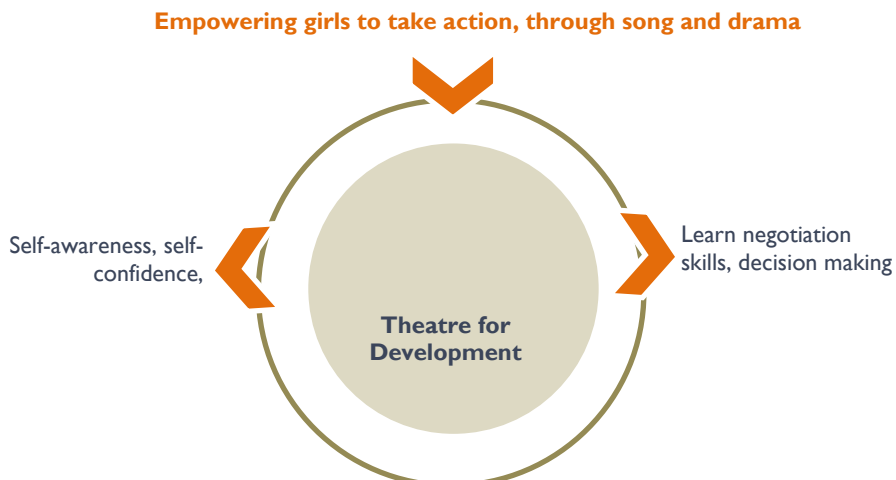 Empowering girls to take action, through song and drama
Self-awareness, self-
confidence,
Learn negotiation
skills, decision making
Theatre for
Development